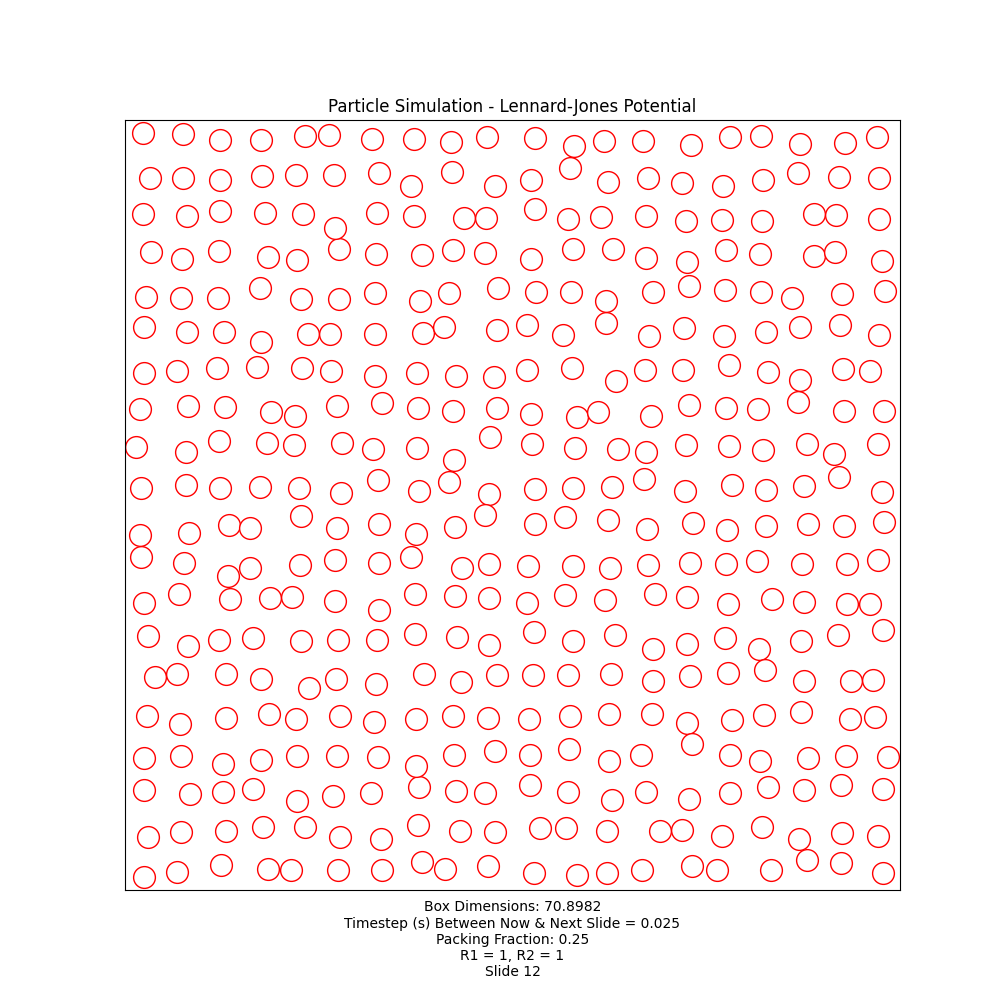 Particle Simulation - Lennard-Jones Potential
Box Dimensions: 70.8982
Timestep (s) Between Now & Next Slide = 0.025
Packing Fraction: 0.25
R1 = 1, R2 = 1
Slide 12